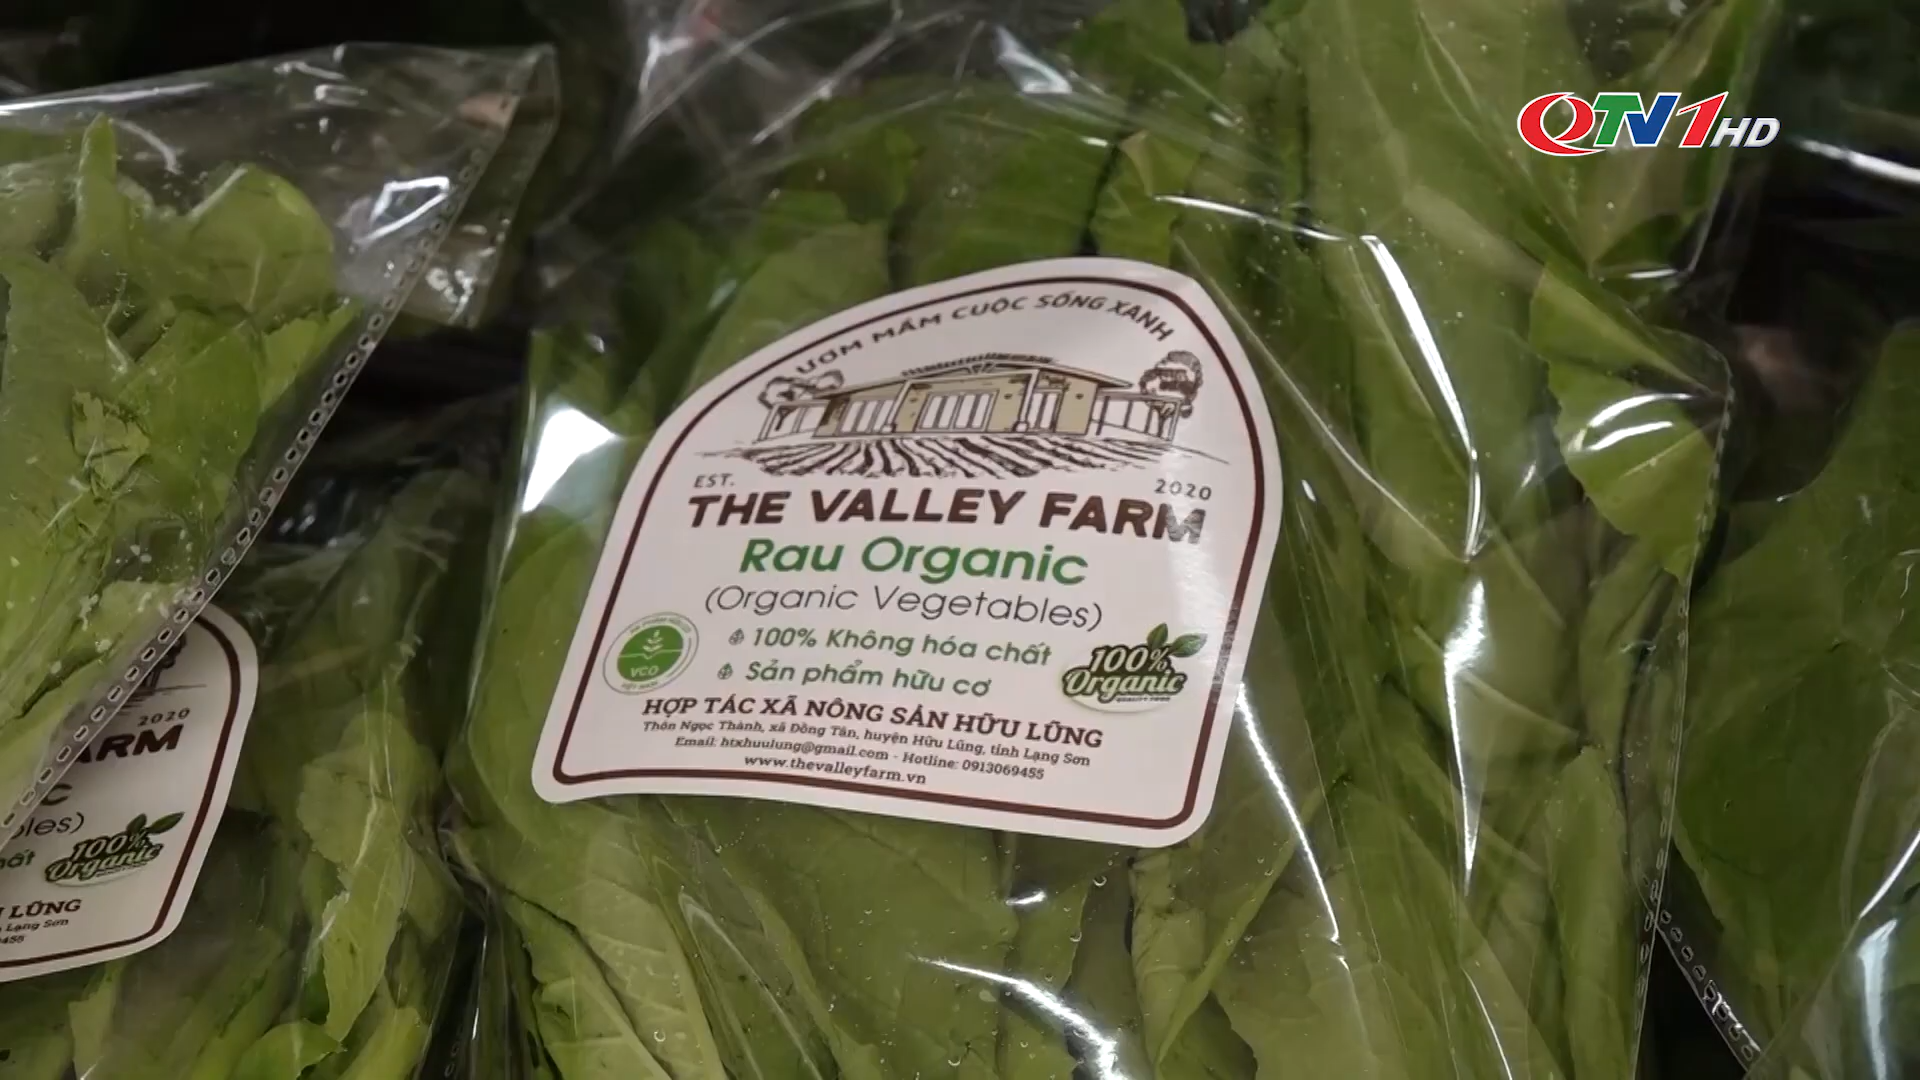 QTV1HD
ƯƠM MẦM CUỘC SỐNG XANH
EST. 2020
THE VALLEY FARM
Rau Organic
(Organic Vegetables)
100% Không hóa chất
Sản phẩm hữu cơ
VCO
100%
Organic
HỢP TÁC XÃ NÔNG SẢN HỮU LŨNG
Thôn Ngọc Thành, xã Đồng Tân, huyện Hữu Lũng, tỉnh Lạng Sơn
Email: htxhuulung@gmail.com - Hotline: 0913069455
www.thevalleyfarm.vn
2020
ARM
C
bles)
hất
100%
Organic
LŨNG
Lạng Sơn
9455